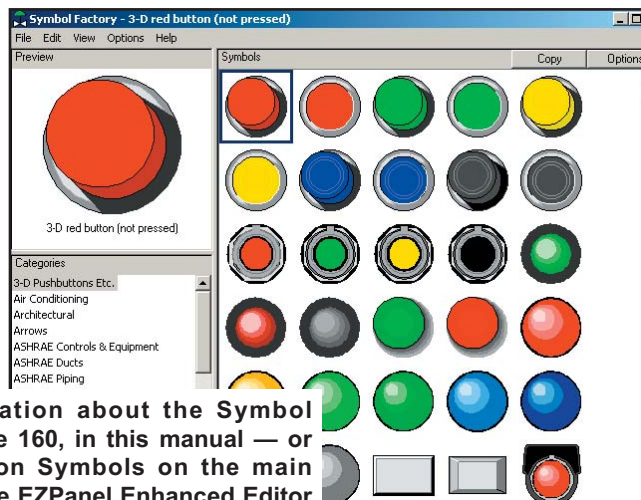 Symbol Factory - 3-D red button (not pressed)
File Edit View Options Help
Preview
Symbols
Copy
Options
3-D red button (not pressed)
Categories
3-D Pushbuttons Etc.
Air Conditioning
Architectural
Arrows
ASHRAE Controls & Equipment
ASHRAE Ducts
ASHRAE Piping
ation about the Symbol
e 160, in this manual — or
on Symbols on the main
e EZPanel Enhanced Editor